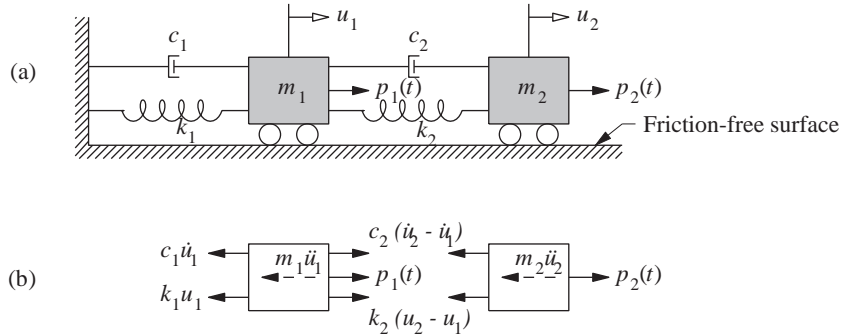 u₁
u₂
c₁
c₂
(a)
m₁
p₁(t)
m₂
p₂(t)
k₁
k₂
Friction-free surface
c₁u̇₁
c₂ (u̇₂ - u̇₁)
(b)
m₁ü₁
p₁(t)
m₂ü₂
p₂(t)
k₁u₁
k₂ (u₂ - u₁)